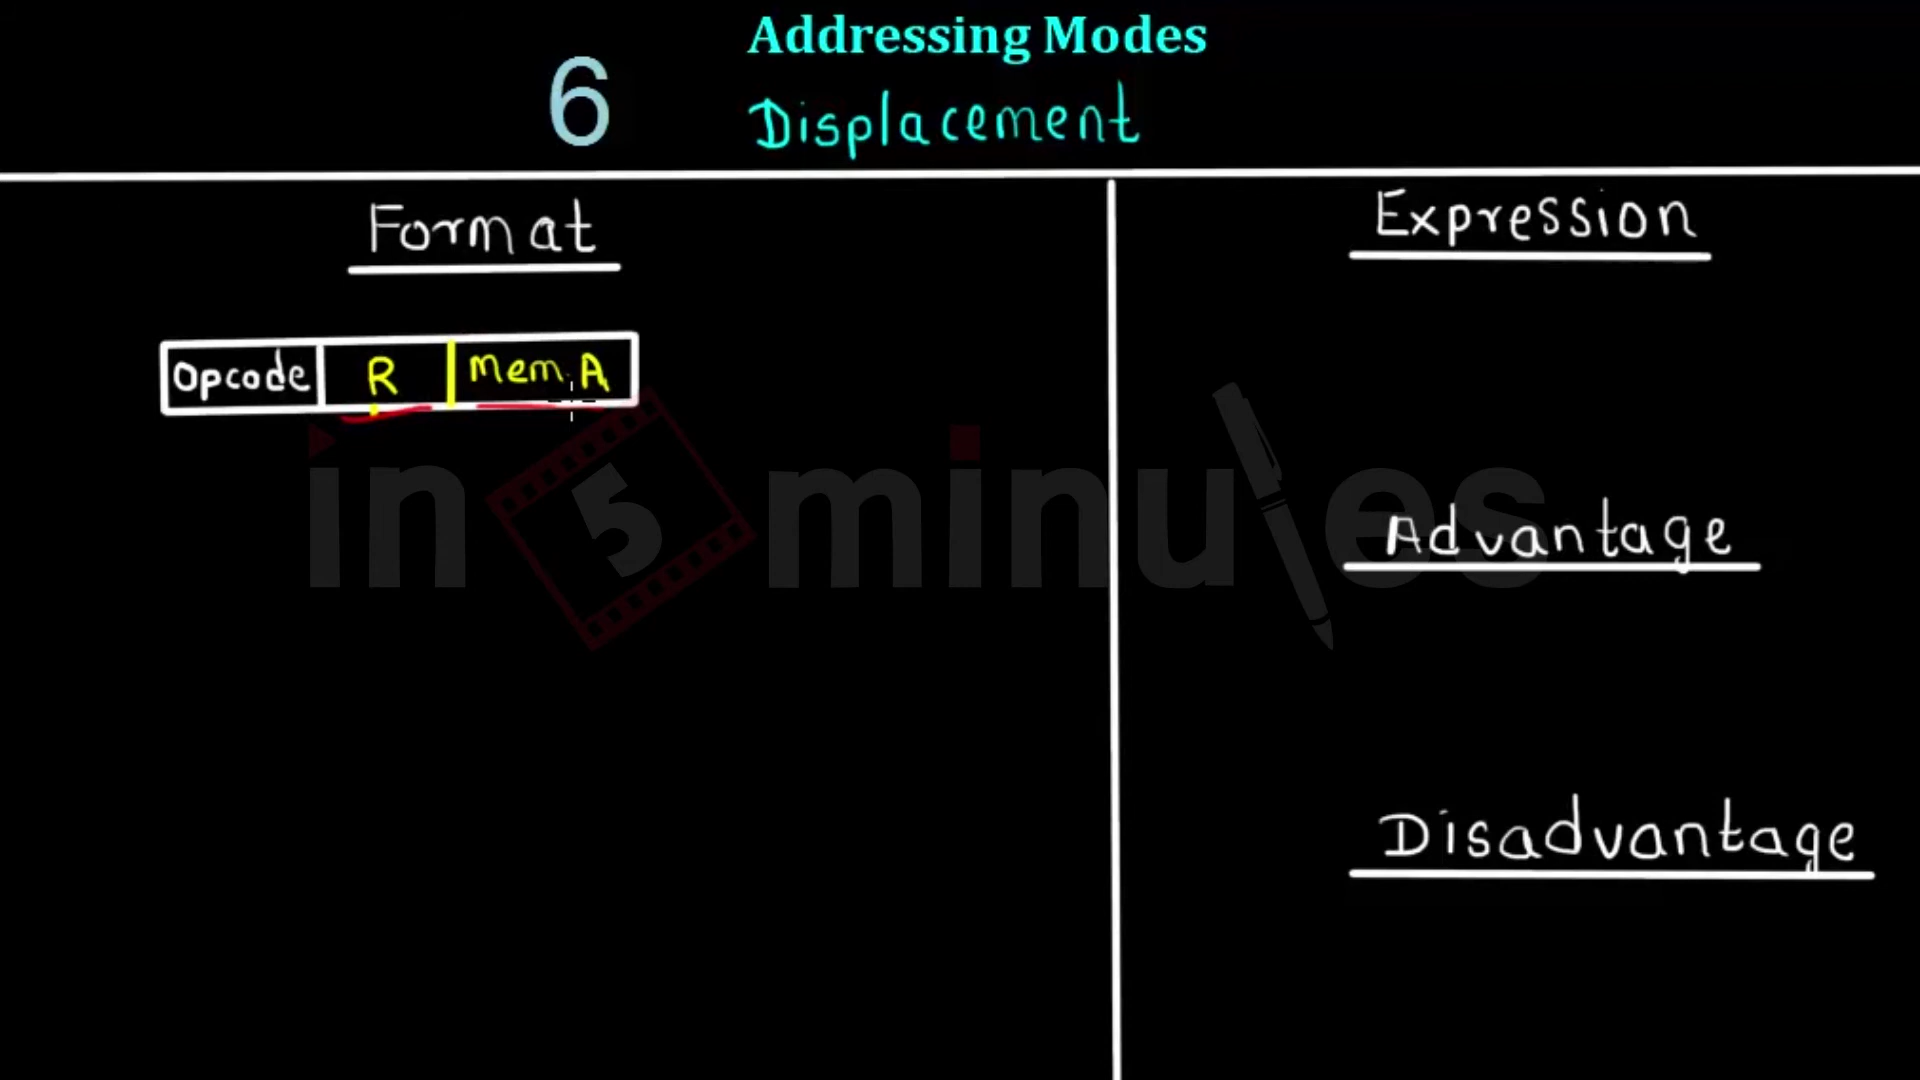 Addressing Modes
6 Displacement
Format
Opcode R Mem. A
Expression
in 5 minutes
Advantage
Disadvantage